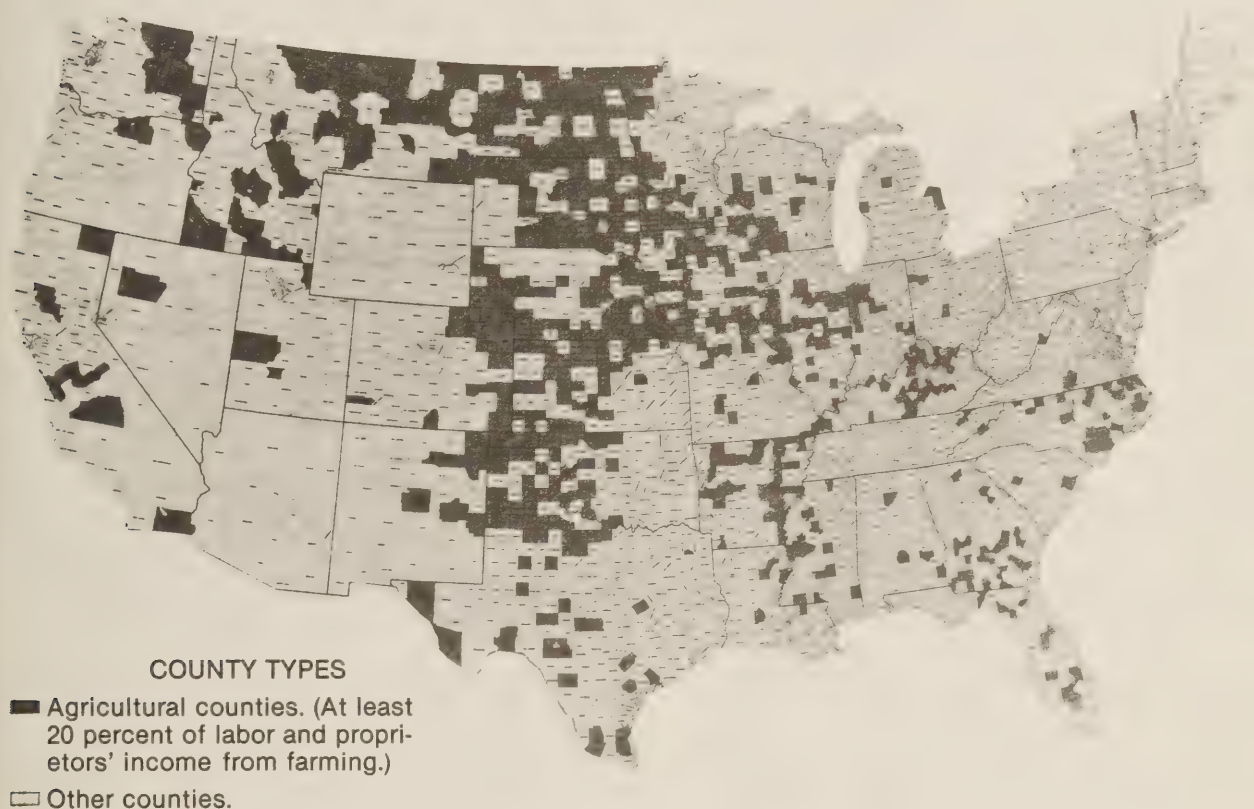 COUNTY TYPES
Agricultural counties. (At least
20 percent of labor and propri-
etors' income from farming.)
Other counties.